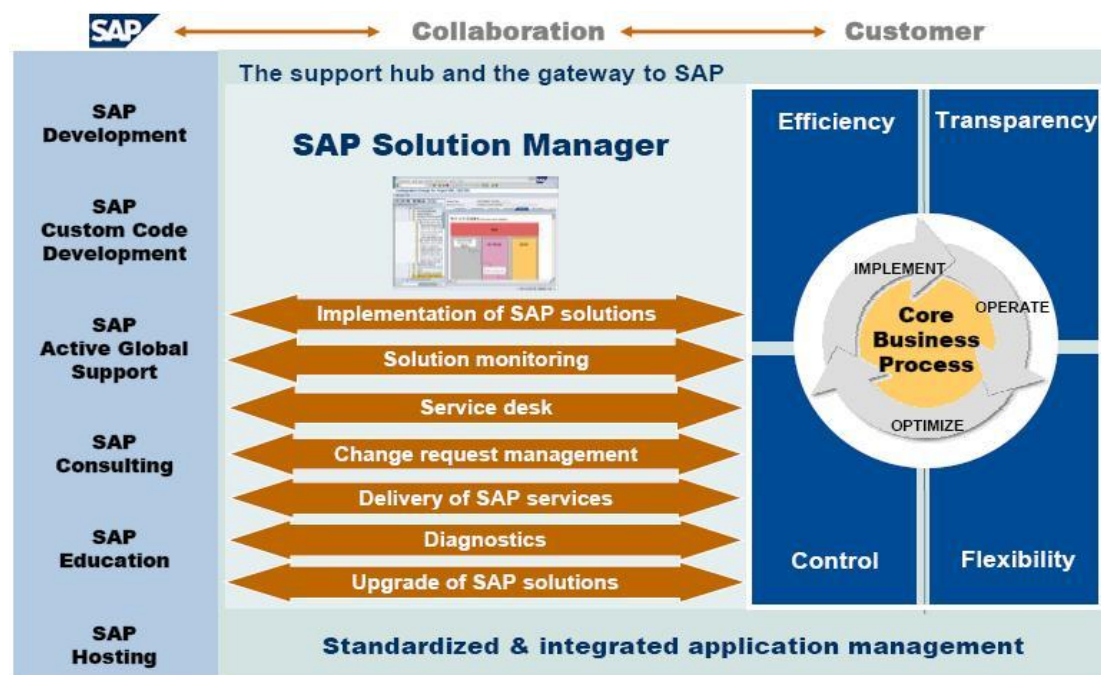 SAP
Collaboration
Customer
The support hub and the gateway to SAP
SAP
Development
SAP
Custom Code
Development
SAP
Active Global
Support
SAP
Consulting
SAP
Education
SAP
Hosting
SAP Solution Manager
Implementation of SAP solutions
Solution monitoring
Service desk
Change request management
Delivery of SAP services
Diagnostics
Upgrade of SAP solutions
Efficiency
Transparency
IMPLEMENT
OPERATE
Core
Business
Process
OPTIMIZE
Control
Flexibility
Standardized & integrated application management